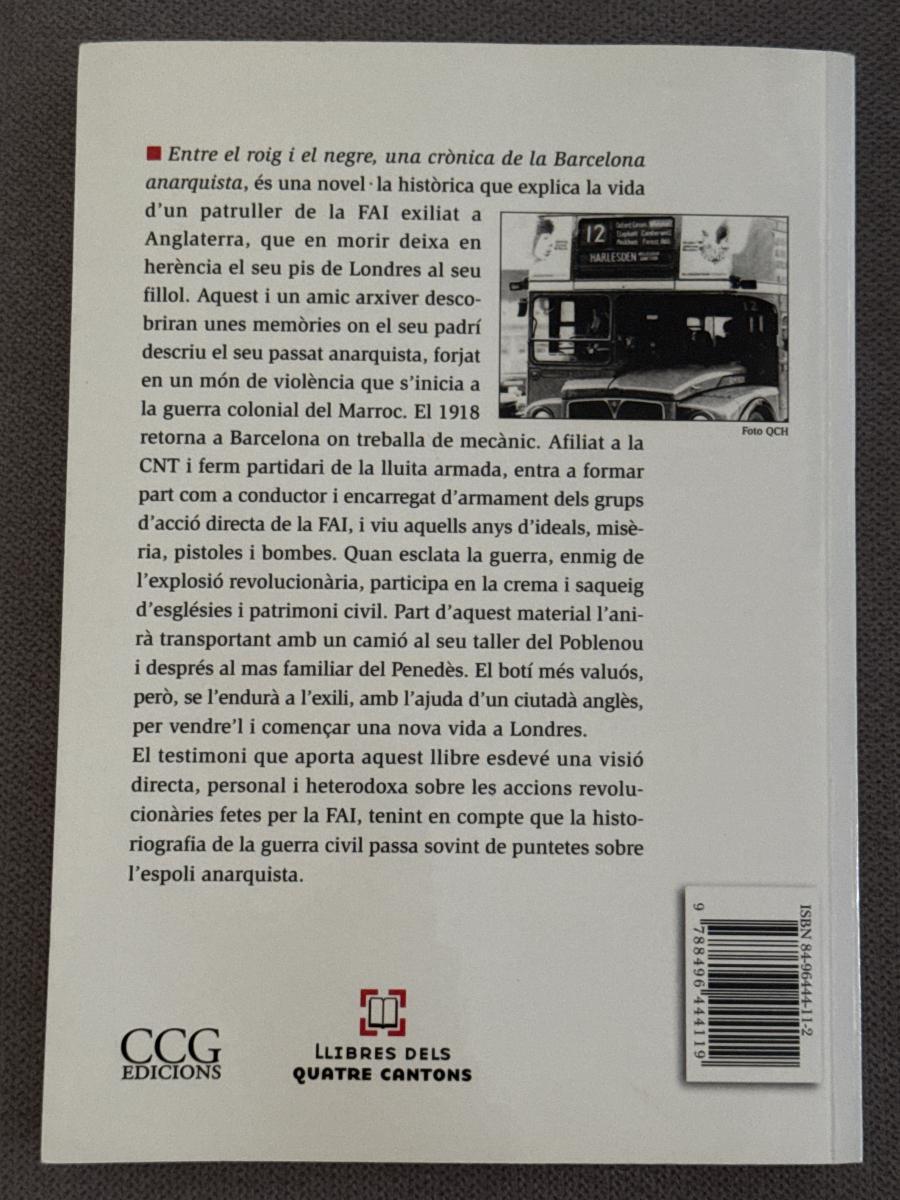 Entre el roig i el negre, una crònica de la Barcelona
anarquista, és una novel·la històrica que explica la vida
d'un patruller de la FAI exiliat a
Anglaterra, que en morir deixa en
herència el seu pis de Londres al seu
fillol. Aquest i un amic arxiver desco-
briran unes memòries on el seu padrí
descriu el seu passat anarquista, forjat
en un món de violència que s'inicia a
la guerra colonial del Marroc. El 1918
retorna a Barcelona on treballa de mecànic. Afiliat a la
CNT i ferm partidari de la lluita armada, entra a formar
part com a conductor i encarregat d'armament dels grups
d'acció directa de la FAI, i viu aquells anys d'ideals, misè-
ria, pistoles i bombes. Quan esclata la guerra, enmig de
l'explosió revolucionària, participa en la crema i saqueig
d'esglésies i patrimoni civil. Part d'aquest material l'ani-
rà transportant amb un camió al seu taller del Poblenou
i després al mas familiar del Penedès. El botí més valuós,
però, se l'endurà a l'exili, amb l'ajuda d'un ciutadà anglès,
per vendre'l i començar una nova vida a Londres.
El testimoni que aporta aquest llibre esdevé una visió
directa, personal i heterodoxa sobre les accions revolu-
cionàries fetes per la FAI, tenint en compte que la histo-
riografia de la guerra civil passa sovint de puntetes sobre
l'espoli anarquista.
12
HARLESDEN
Foto QCH
CCG
EDICIONS
LLIBRES DELS
QUATRE CANTONS
ISBN 84-96444-11-2
9 788496 444119